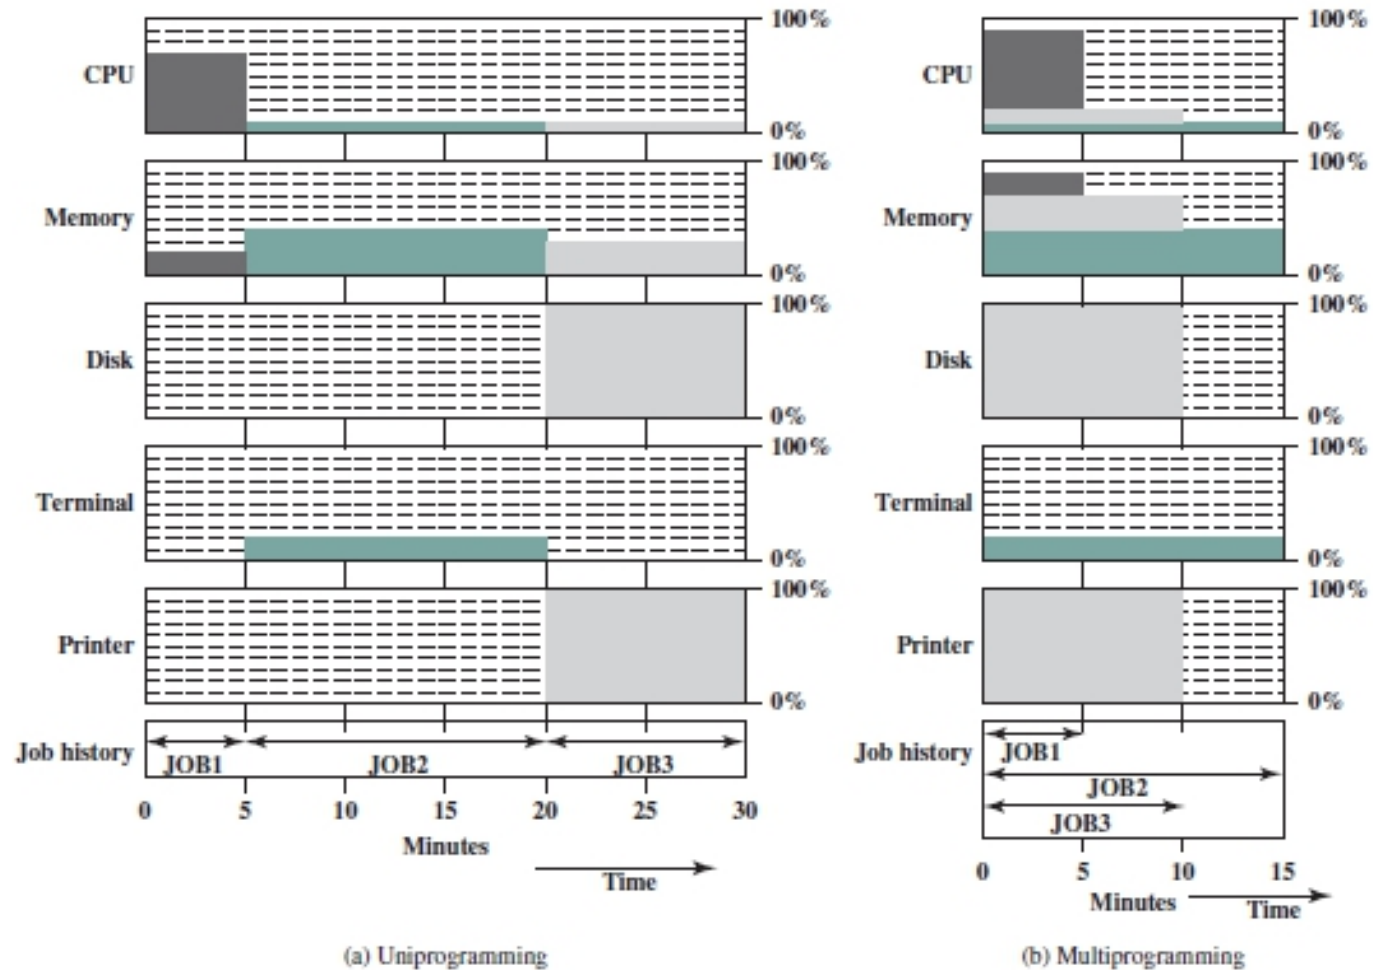 100%
CPU
0%
100%
Memory
0%
100%
Disk
0%
100%
Terminal
0%
100%
Printer
0%
Job history
JOB1 JOB2 JOB3
0 5 10 15 20 25 30
Minutes
Time
(a) Uniprogramming
100%
CPU
0%
100%
Memory
0%
100%
Disk
0%
100%
Terminal
0%
100%
Printer
0%
Job history
JOB1
JOB2
JOB3
0 5 10 15
Minutes
Time
(b) Multiprogramming